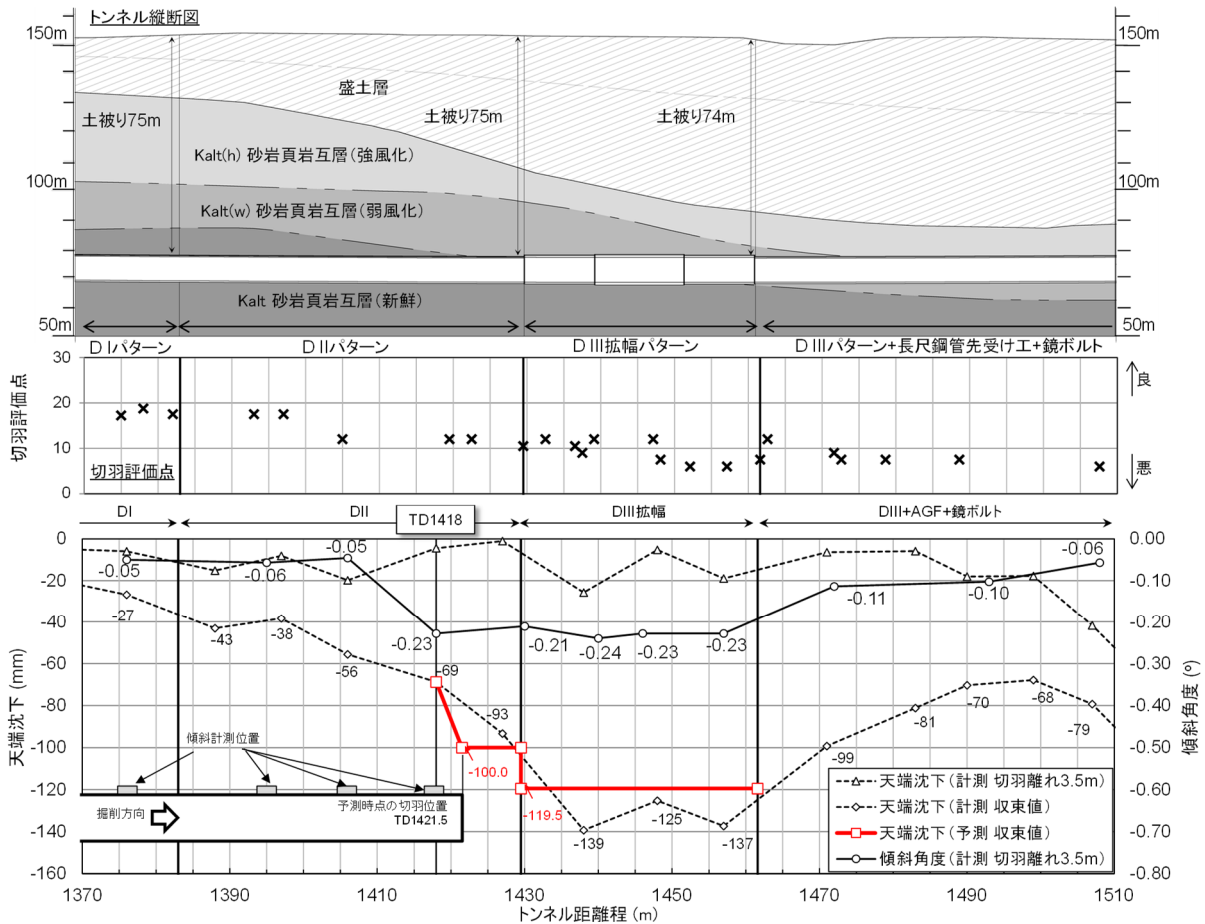 トンネル縦断図
150m
150m
盛土層
土被り75m
土被り75m
土被り74m
Kalt(h) 砂岩頁岩互層(強風化)
100m
100m
Kalt(w) 砂岩頁岩互層(弱風化)
Kalt 砂岩頁岩互層(新鮮)
50m
50m
DⅠパターン
DⅡパターン
DⅢ拡幅パターン
DⅢパターン+長尺鋼管先受け工+鏡ボルト
30
20
10
0
切羽評価点
切羽評価点
良
悪
DI
DII
TD1418
DIII拡幅
DIII+AGF+鏡ボルト
0
-20
-40
-60
-80
-100
-120
-140
-160
天端沈下 (mm)
0.00
-0.10
-0.20
-0.30
-0.40
-0.50
-0.60
-0.70
-0.80
傾斜角度 (°)
-0.05
-0.06
-0.05
-0.23
-0.21
-0.24
-0.23
-0.23
-0.11
-0.10
-0.06
-27
-43
-38
-56
-69
-93
-139
-125
-137
-99
-81
-70
-68
-79
-100.0
-119.5
傾斜計測位置
掘削方向
予測時点の切羽位置
TD1421.5
天端沈下(計測 切羽離れ3.5m)
天端沈下(計測 収束値)
天端沈下(予測 収束値)
傾斜角度(計測 切羽離れ3.5m)
1370
1390
1410
1430
1450
1470
1490
1510
トンネル距離程 (m)